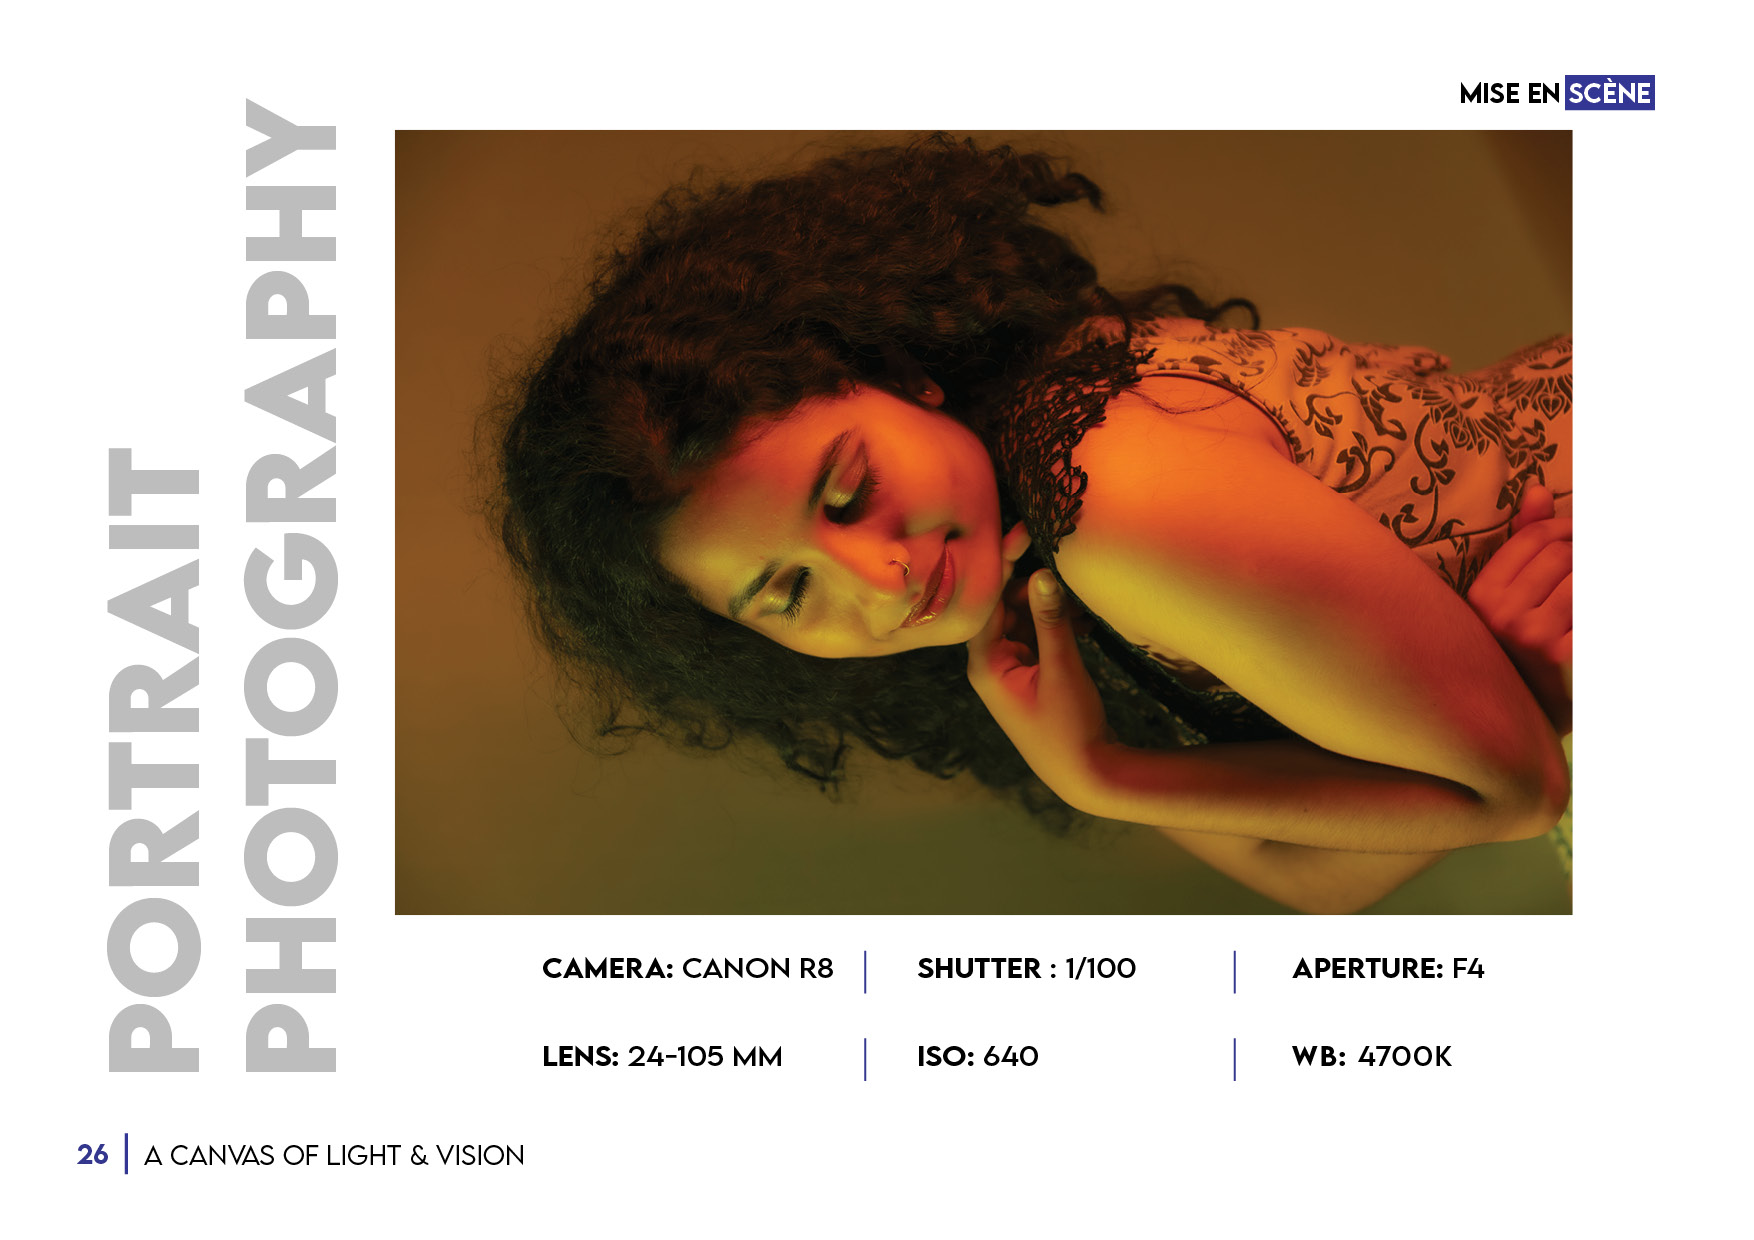 MISE EN SCÈNE
PORTRAIT
PHOTOGRAPHY
CAMERA: CANON R8
SHUTTER : 1/100
APERTURE: F4
LENS: 24-105 MM
ISO: 640
WB: 4700K
26
A CANVAS OF LIGHT & VISION